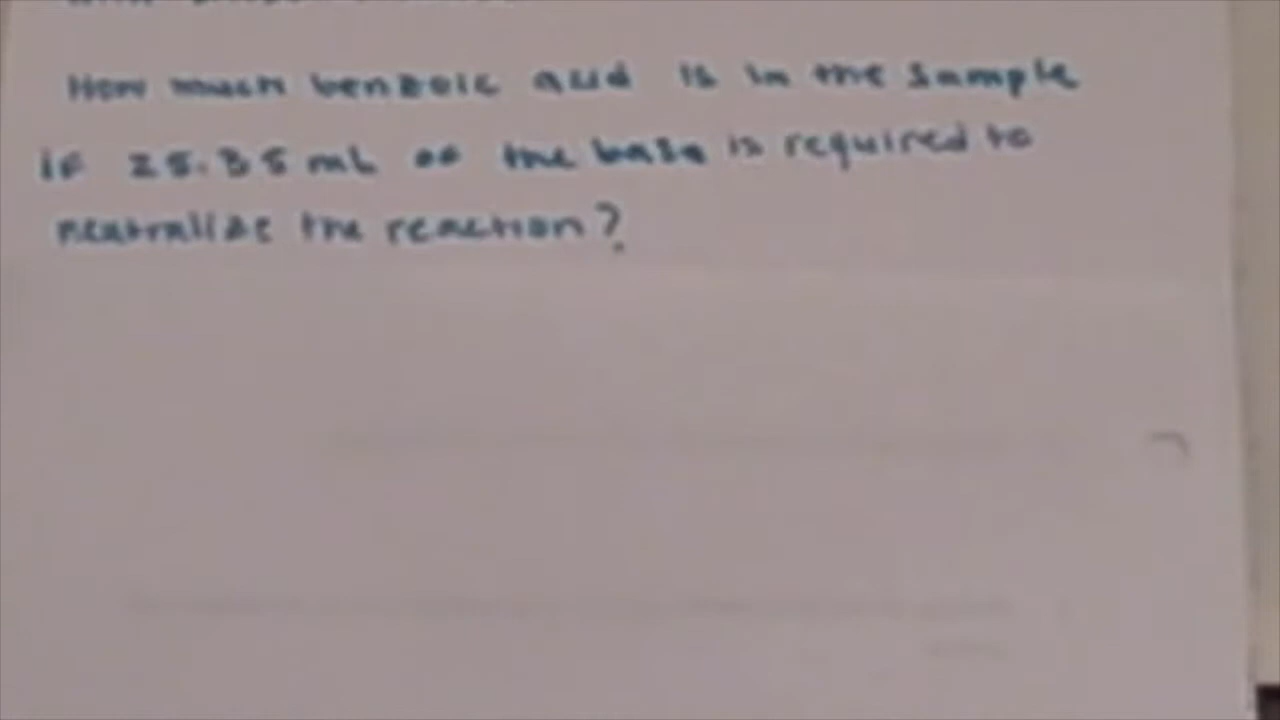 How much benzoic acid is in the sample
if 25.35 mL of the base is required to
neutralize the reaction?